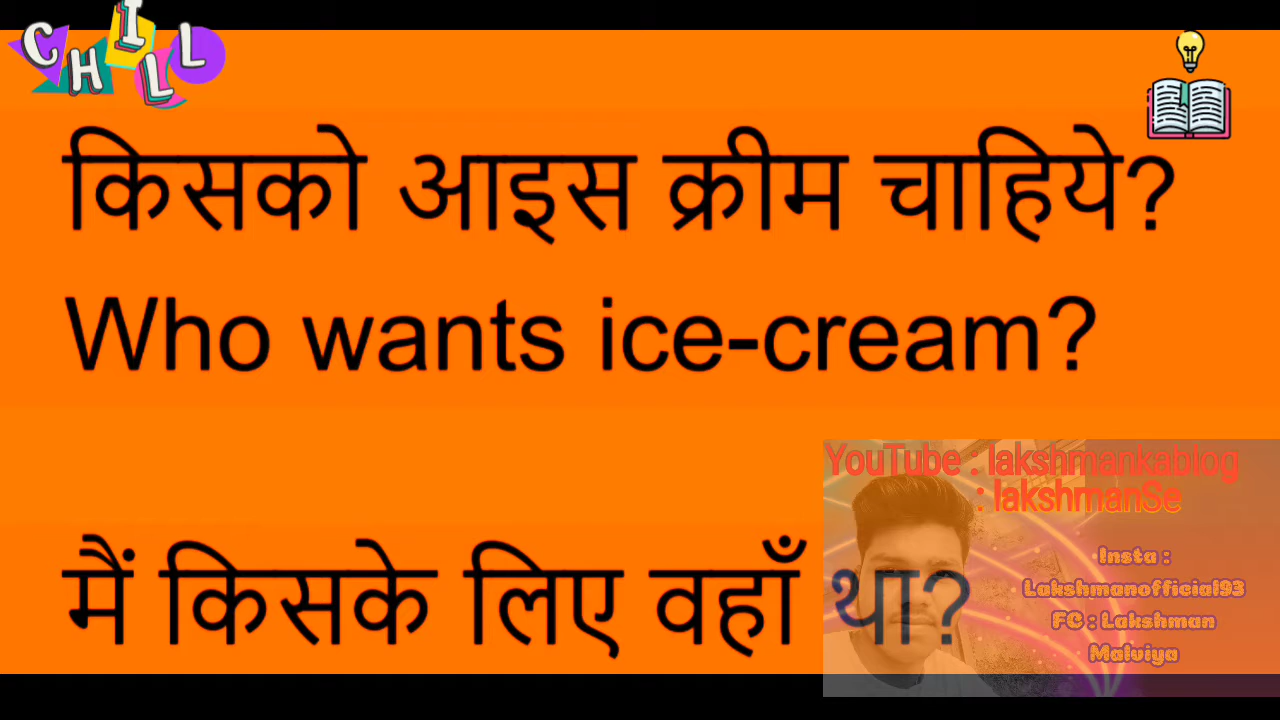 CHILL
किसको आइस क्रीम चाहिये?
Who wants ice-cream?
YouTube : lakshmankablog
: lakshmanSe
Insta :
Lakshmanofficial93
FC : Lakshman
Malviya
मैं किसके लिए वहाँ था?